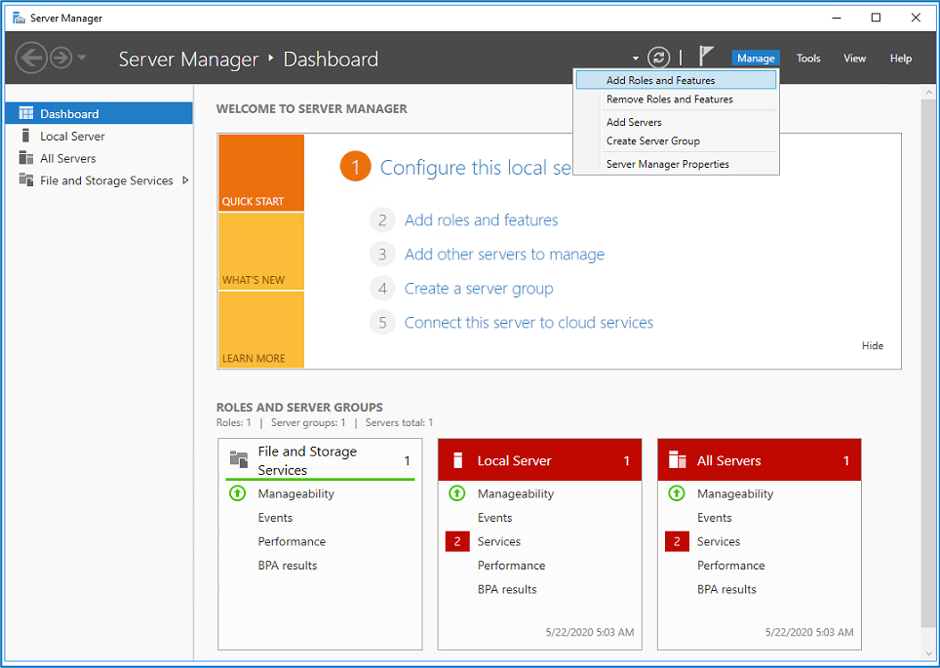 Server Manager
Server Manager ‣ Dashboard
Manage Tools View Help
Add Roles and Features
Remove Roles and Features
Add Servers
Create Server Group
Server Manager Properties
Dashboard
Local Server
All Servers
File and Storage Services
WELCOME TO SERVER MANAGER
QUICK START
WHAT'S NEW
LEARN MORE
1 Configure this local se
2 Add roles and features
3 Add other servers to manage
4 Create a server group
5 Connect this server to cloud services
Hide
ROLES AND SERVER GROUPS
Roles: 1 | Server groups: 1 | Servers total: 1
File and Storage
Services
1
Manageability
Events
Performance
BPA results
Local Server 1
Manageability
Events
2 Services
Performance
BPA results
5/22/2020 5:03 AM
All Servers 1
Manageability
Events
2 Services
Performance
BPA results
5/22/2020 5:03 AM